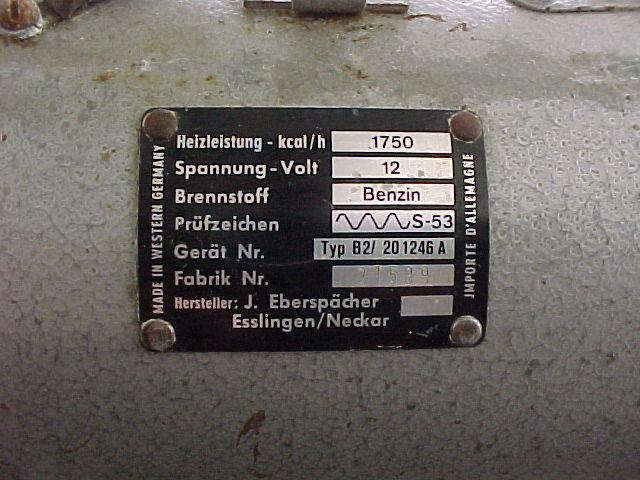 MADE IN WESTERN GERMANY
Heizleistung - kcal/h 1750
Spannung - Volt 12
Brennstoff Benzin
Prüfzeichen S-53
Gerät Nr. Typ B2/ 201246 A
Fabrik Nr.
Hersteller: J. Eberspächer
Esslingen/Neckar
JMPORTE D'ALLEMAGNE